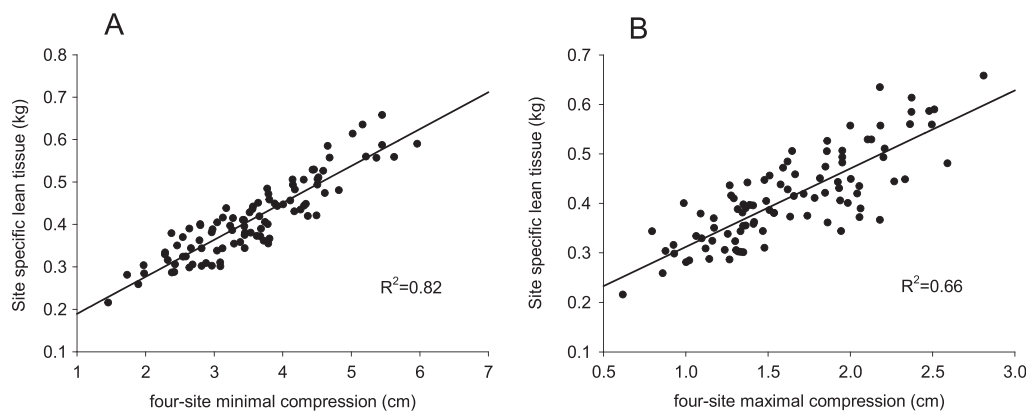 A
0.8
0.7
0.6
0.5
0.4
0.3
0.2
0.1
Site specific lean tissue (kg)
R²=0.82
1 2 3 4 5 6 7
four-site minimal compression (cm)
B
0.7
0.6
0.5
0.4
0.3
0.2
0.1
Site specific lean tissue (kg)
R²=0.66
0.5 1.0 1.5 2.0 2.5 3.0
four-site maximal compression (cm)